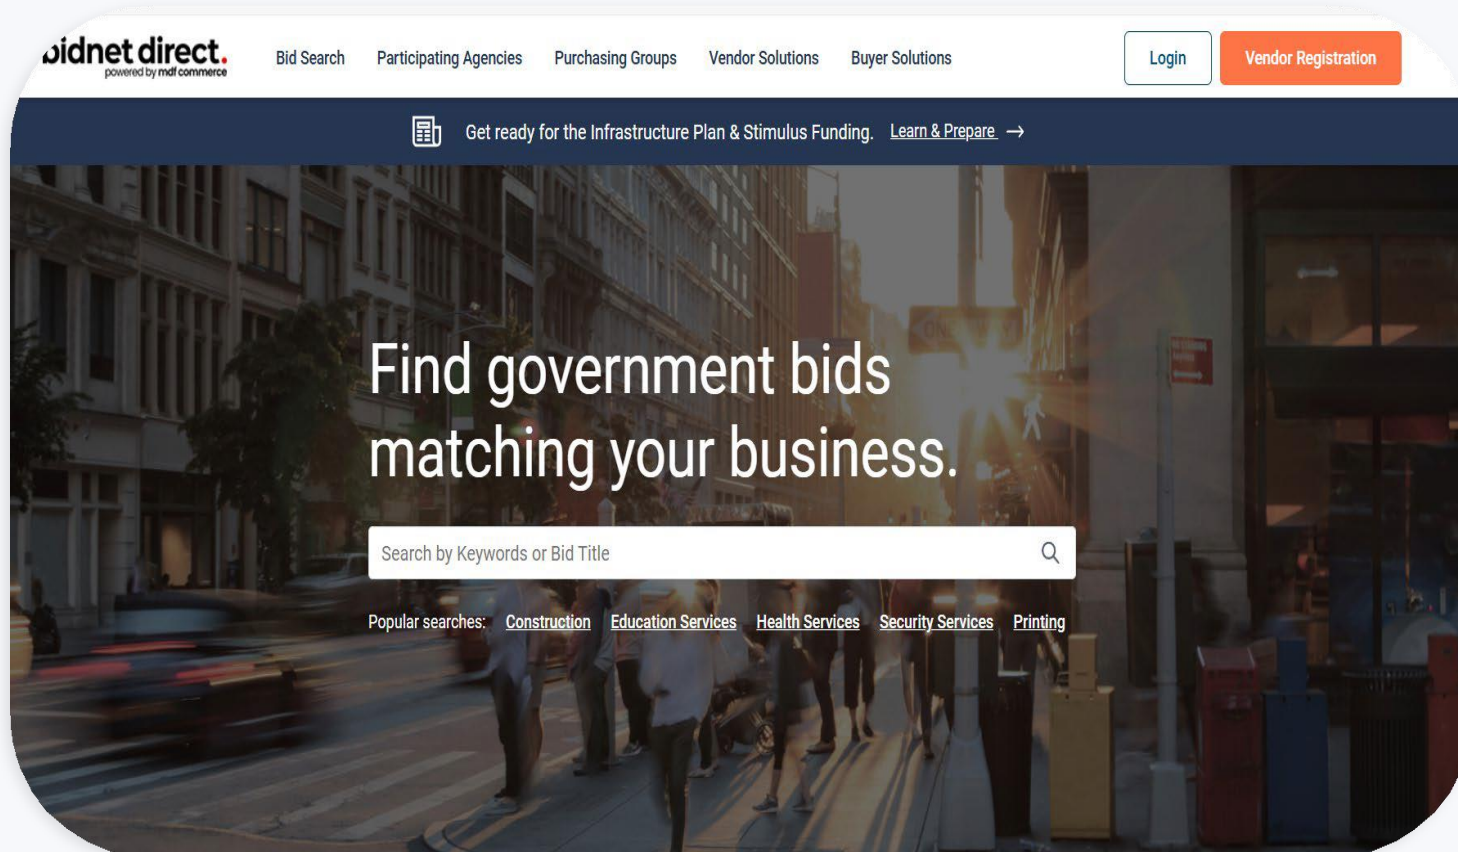 bidnet direct.
powered by mdf commerce
Bid Search Participating Agencies Purchasing Groups Vendor Solutions Buyer Solutions Login Vendor Registration
Get ready for the Infrastructure Plan & Stimulus Funding. Learn & Prepare →
ONE WAY
Find government bids
matching your business.
Search by Keywords or Bid Title
Popular searches: Construction Education Services Health Services Security Services Printing